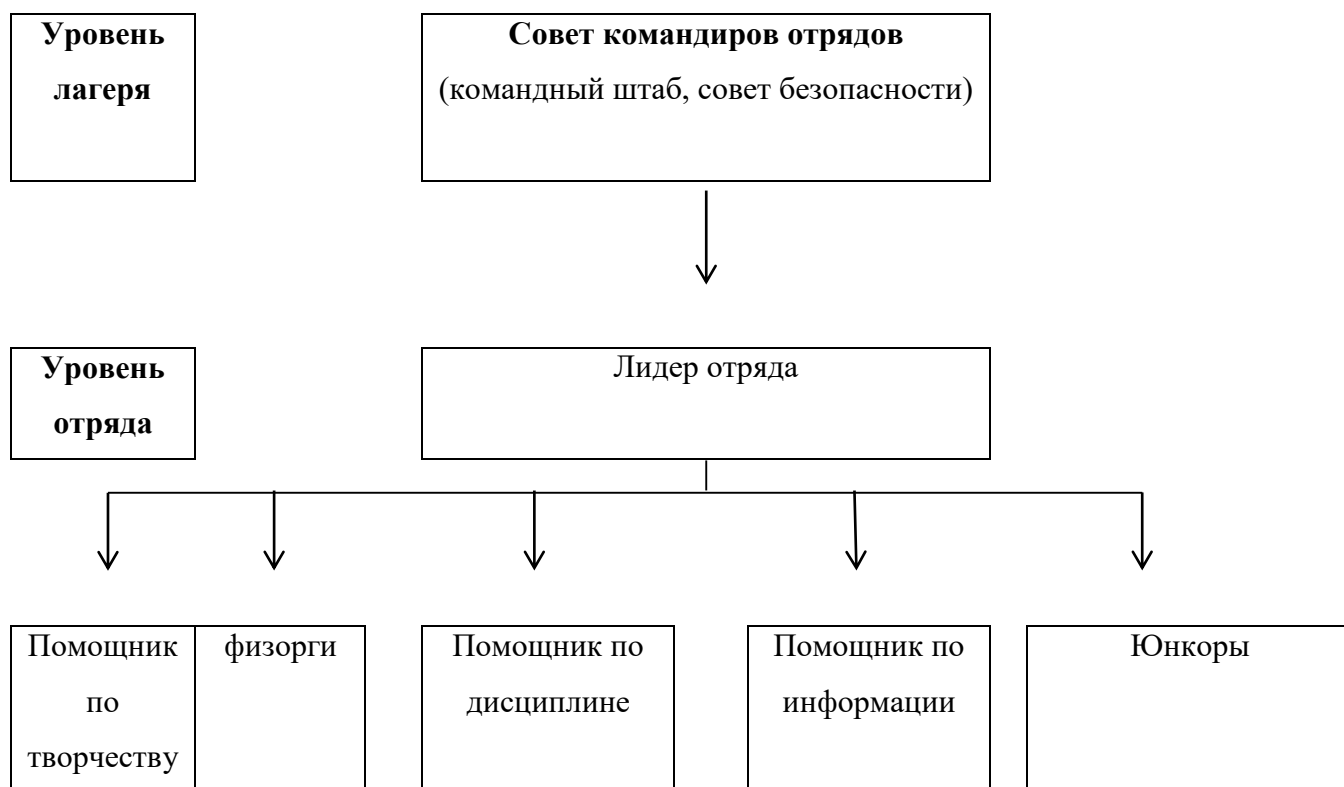 Уровень
лагеря
Совет командиров отрядов
(командный штаб, совет безопасности)
Уровень
отряда
Лидер отряда
Помощник
по
творчеству
физорги
Помощник по
дисциплине
Помощник по
информации
Юнкоры